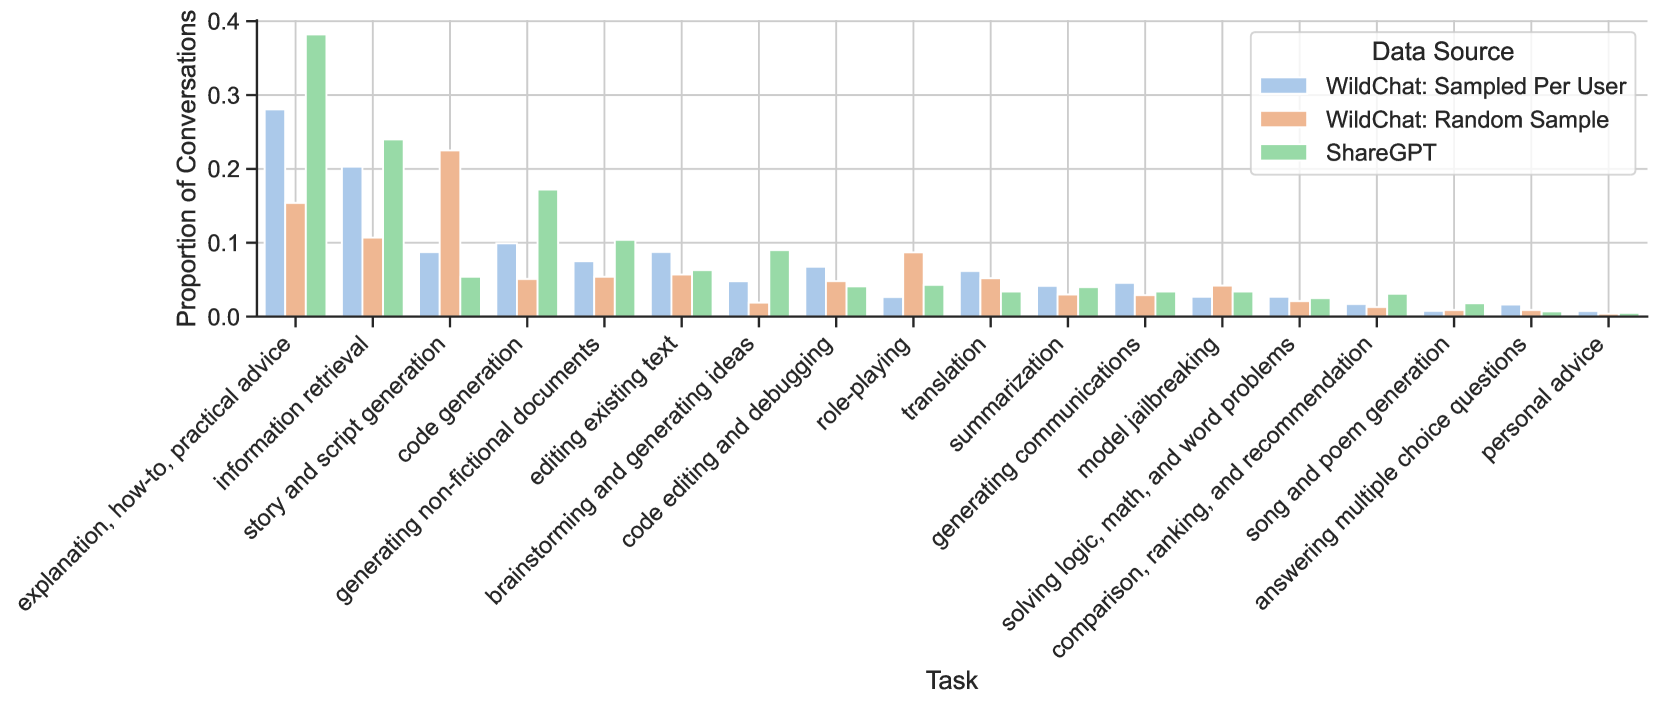 Proportion of Conversations
0.4
0.3
0.2
0.1
0.0
Data Source
WildChat: Sampled Per User
WildChat: Random Sample
ShareGPT
explanation, how-to, practical advice
information retrieval
story and script generation
code generation
generating non-fictional documents
editing existing text
brainstorming and generating ideas
code editing and debugging
role-playing
translation
summarization
generating communications
model jailbreaking
solving logic, math, and word problems
comparison, ranking, and recommendation
song and poem generation
answering multiple choice questions
personal advice
Task